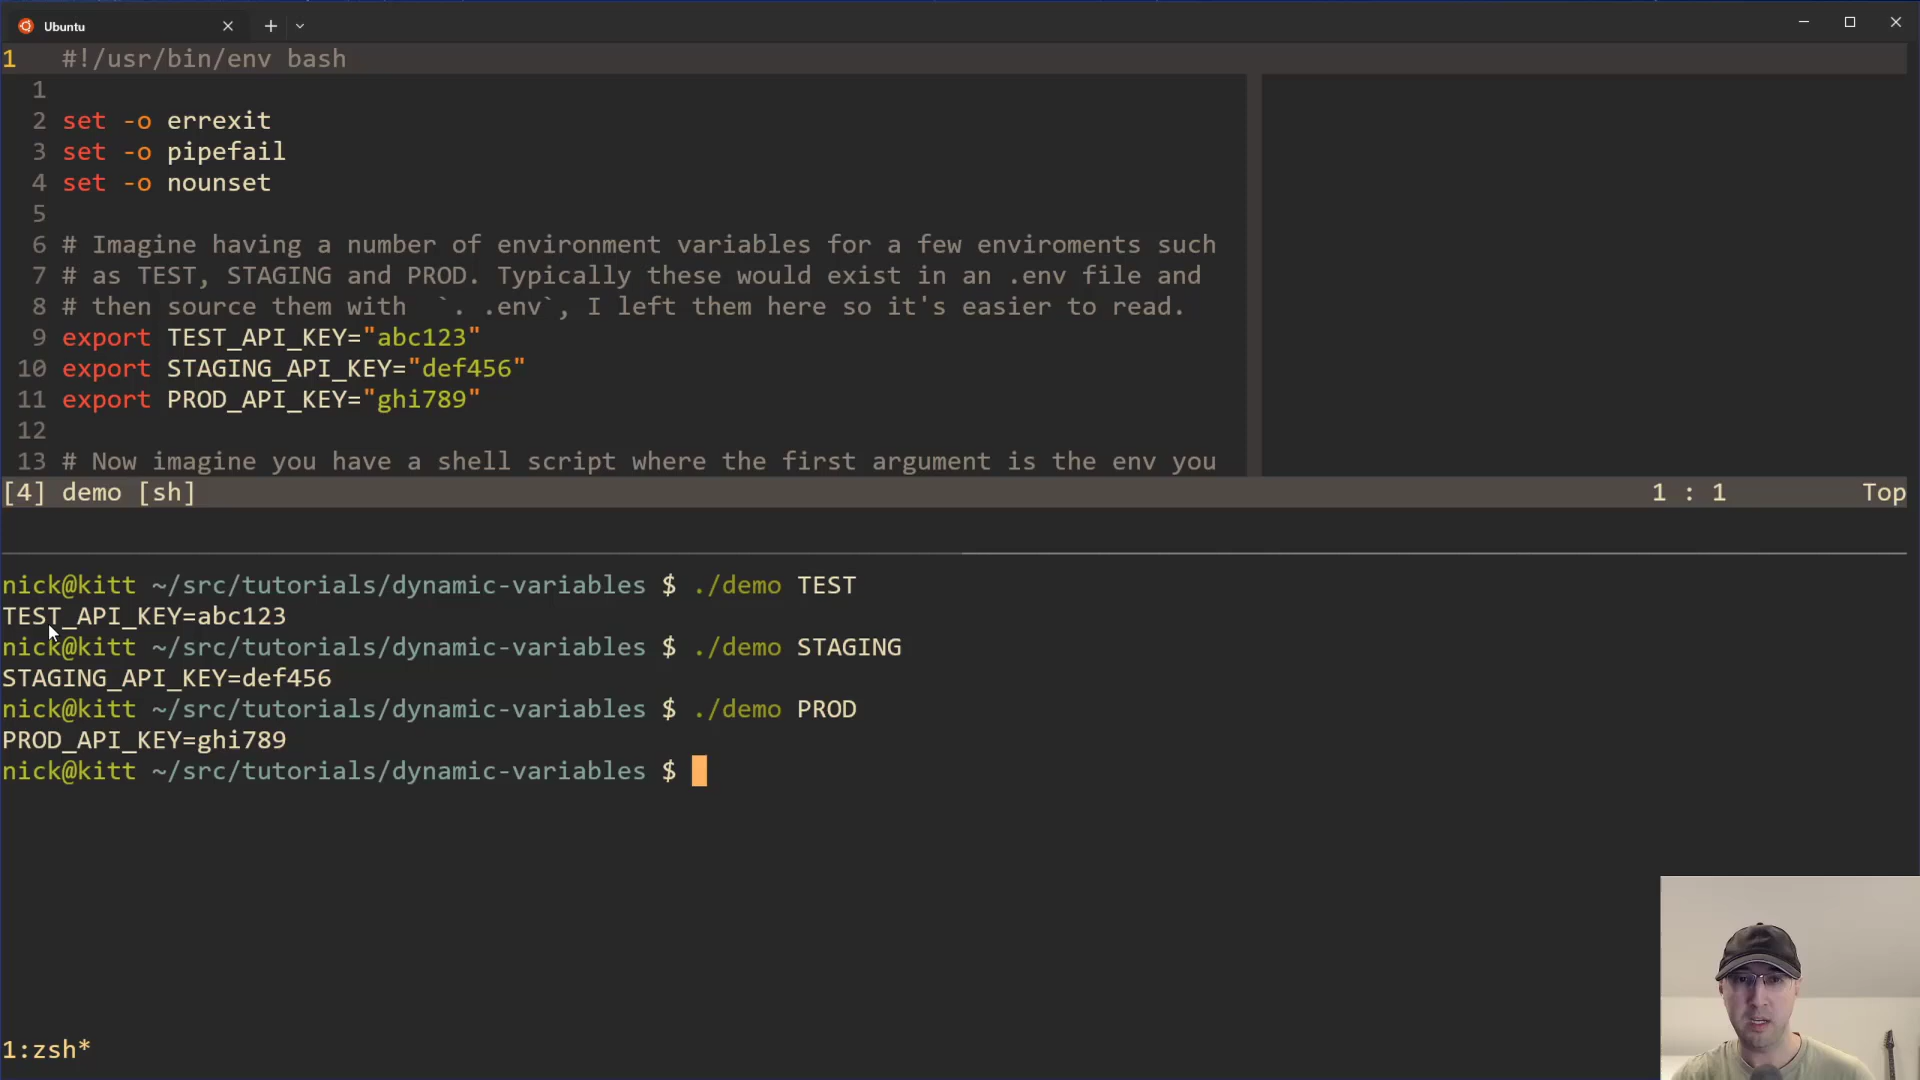 Ubuntu
1 #!/usr/bin/env bash
1
2 set -o errexit
3 set -o pipefail
4 set -o nounset
5
6 # Imagine having a number of environment variables for a few enviroments such
7 # as TEST, STAGING and PROD. Typically these would exist in an .env file and
8 # then source them with `. .env`, I left them here so it's easier to read.
9 export TEST_API_KEY="abc123"
10 export STAGING_API_KEY="def456"
11 export PROD_API_KEY="ghi789"
12
13 # Now imagine you have a shell script where the first argument is the env you
[4] demo [sh] 1 : 1 Top
nick@kitt ~/src/tutorials/dynamic-variables $ ./demo TEST
TEST_API_KEY=abc123
nick@kitt ~/src/tutorials/dynamic-variables $ ./demo STAGING
STAGING_API_KEY=def456
nick@kitt ~/src/tutorials/dynamic-variables $ ./demo PROD
PROD_API_KEY=ghi789
nick@kitt ~/src/tutorials/dynamic-variables $
1:zsh*